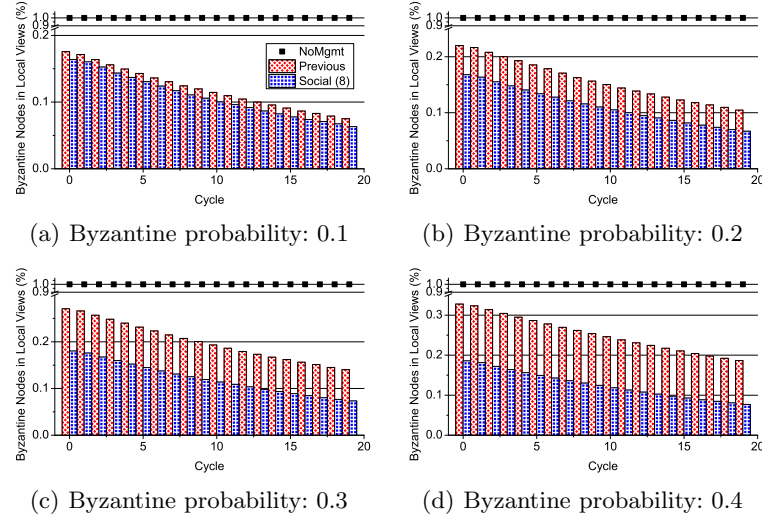 Byzantine Nodes in Local Views (%)
1.0
0.9
0.2
0.1
0.0
NoMgmt
Previous
Social (8)
0 5 10 15 20
Cycle
(a) Byzantine probability: 0.1
Byzantine Nodes in Local Views (%)
1.0
0.9
0.2
0.1
0.0
0 5 10 15 20
Cycle
(b) Byzantine probability: 0.2
Byzantine Nodes in Local Views (%)
1.0
0.9
0.2
0.1
0.0
0 5 10 15 20
Cycle
(c) Byzantine probability: 0.3
Byzantine Nodes in Local Views (%)
1.0
0.9
0.3
0.2
0.1
0.0
0 5 10 15 20
Cycle
(d) Byzantine probability: 0.4